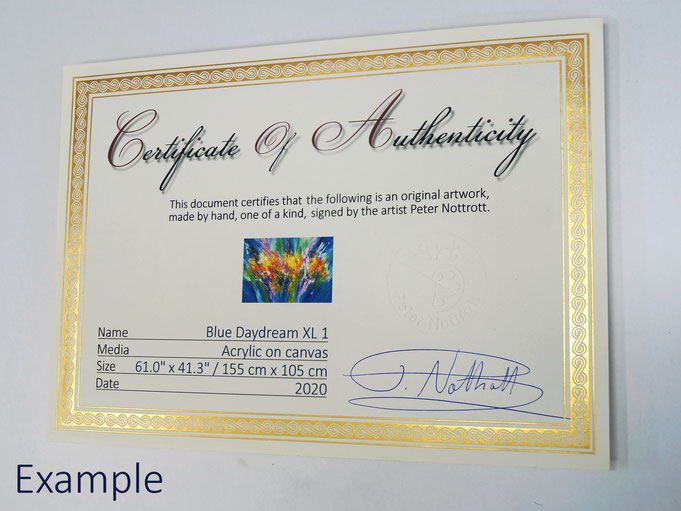 Certificate Of Authenticity
This document certifies that the following is an original artwork,
made by hand, one of a kind, signed by the artist Peter Nottrott.
Name Blue Daydream XL 1
Media Acrylic on canvas
Size 61.0" x 41.3" / 155 cm x 105 cm
Date 2020
Peter Nottrott
P. Nottrott
Example